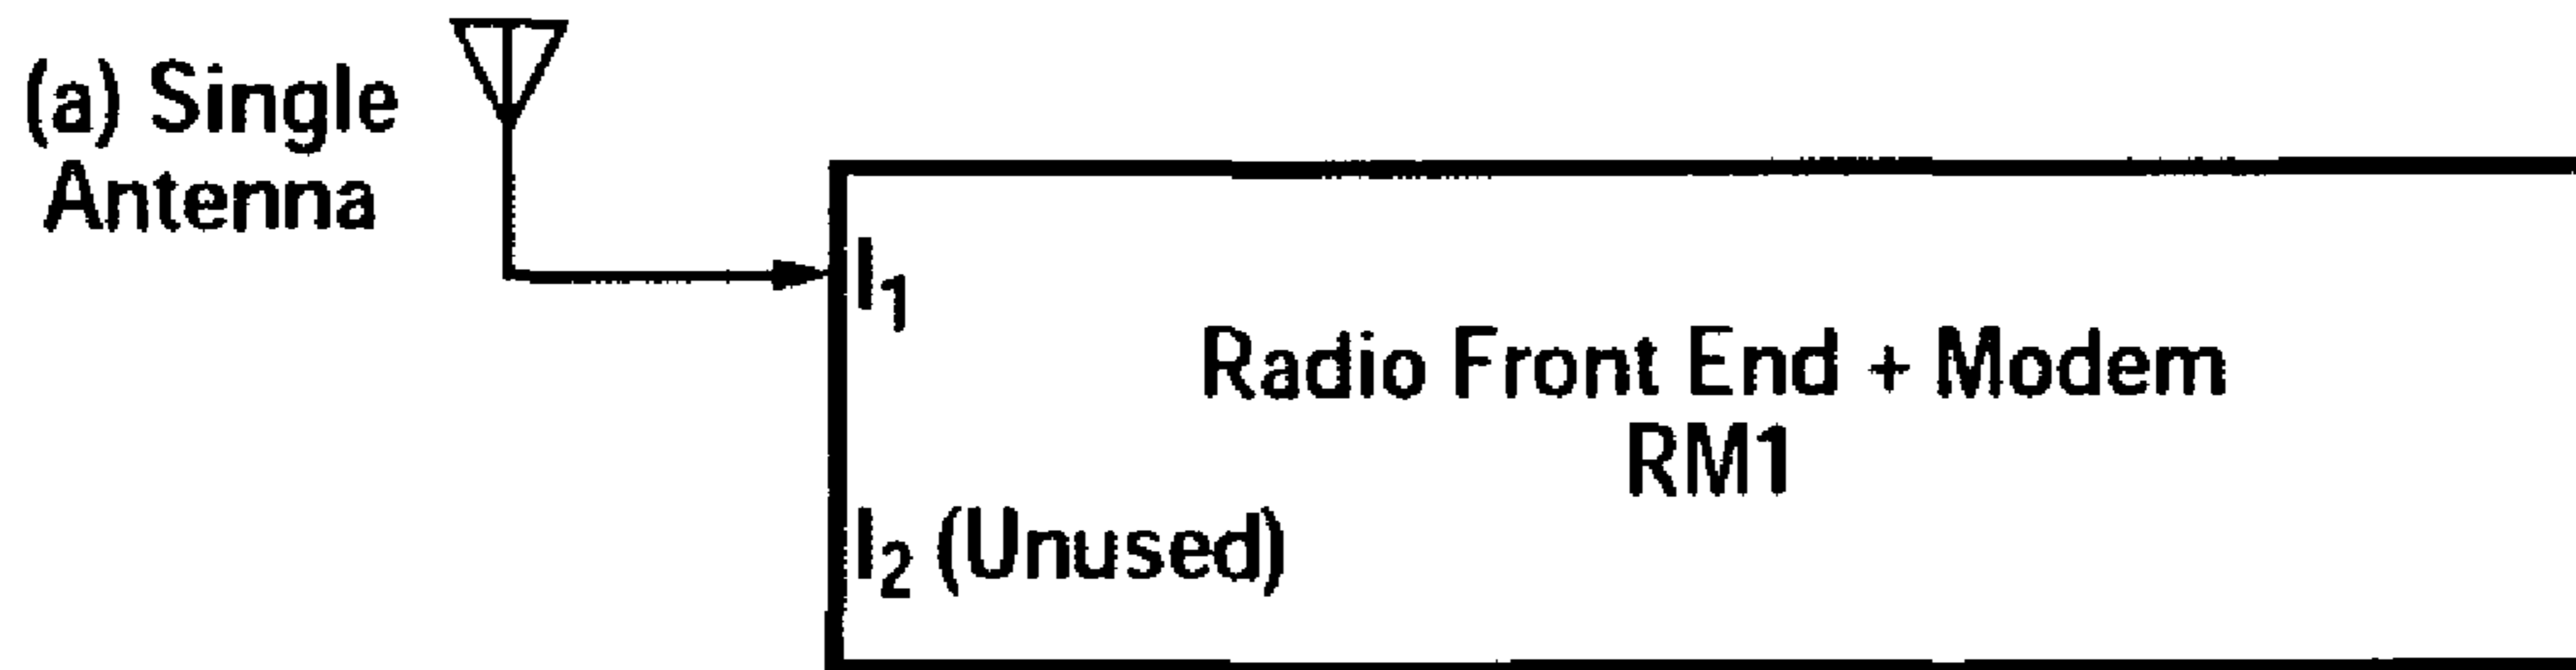 (a) Single
Antenna
I₁
Radio Front End + Modem
RM1
I₂ (Unused)